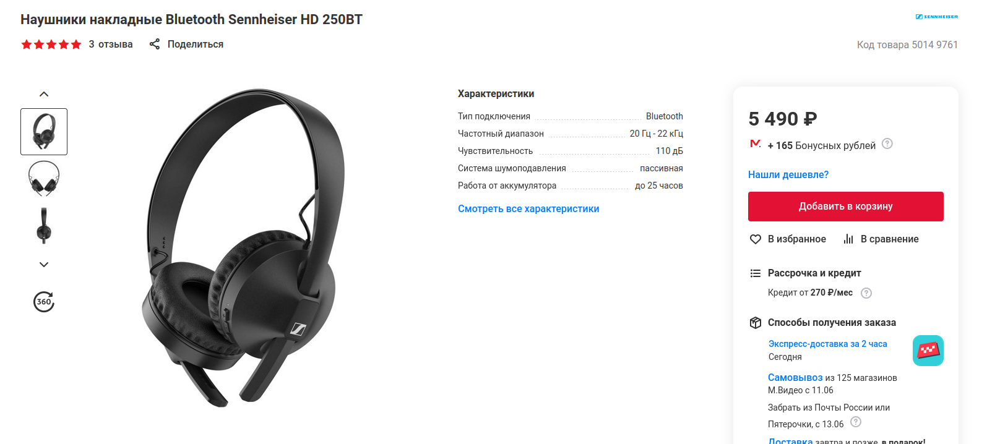 Наушники накладные Bluetooth Sennheiser HD 250BT
SENNHEISER
3 отзыва Поделиться
Код товара 5014 9761
360
Характеристики
Тип подключения Bluetooth
Частотный диапазон 20 Гц - 22 кГц
Чувствительность 110 дБ
Система шумоподавления пассивная
Работа от аккумулятора до 25 часов
Смотреть все характеристики
5 490 ₽
М. + 165 Бонусных рублей ?
Нашли дешевле?
Добавить в корзину
В избранное В сравнение
Рассрочка и кредит
Кредит от 270 ₽/мес ?
Способы получения заказа
Экспресс-доставка за 2 часа
Сегодня
Самовывоз из 125 магазинов
М.Видео с 11.06
Забрать из Почты России или
Пятерочки, с 13.06 ?
Доставка завтра и позже, в подарок!